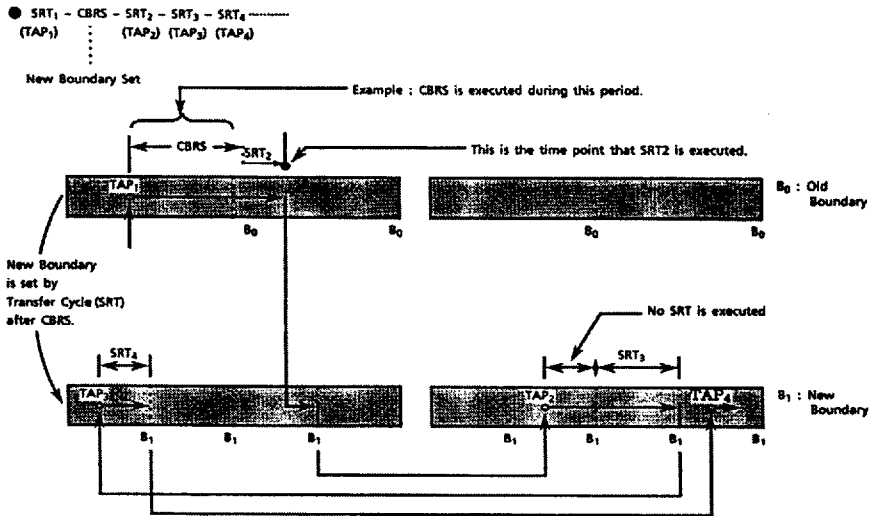 ● SRT1 – CBRS – SRT2 – SRT3 – SRT4 ----------
(TAP1) (TAP2) (TAP3) (TAP4)
New Boundary Set
Example : CBRS is executed during this period.
CBRS
SRT2
This is the time point that SRT2 is executed.
TAP1
B0 : Old
Boundary
B0 B0 B0 B0
New Boundary
is set by
Transfer Cycle (SRT)
after CBRS.
No SRT is executed
SRT4
SRT3
TAP3
TAP2
TAP4
B1 : New
Boundary
B1 B1 B1 B1 B1 B1 B1